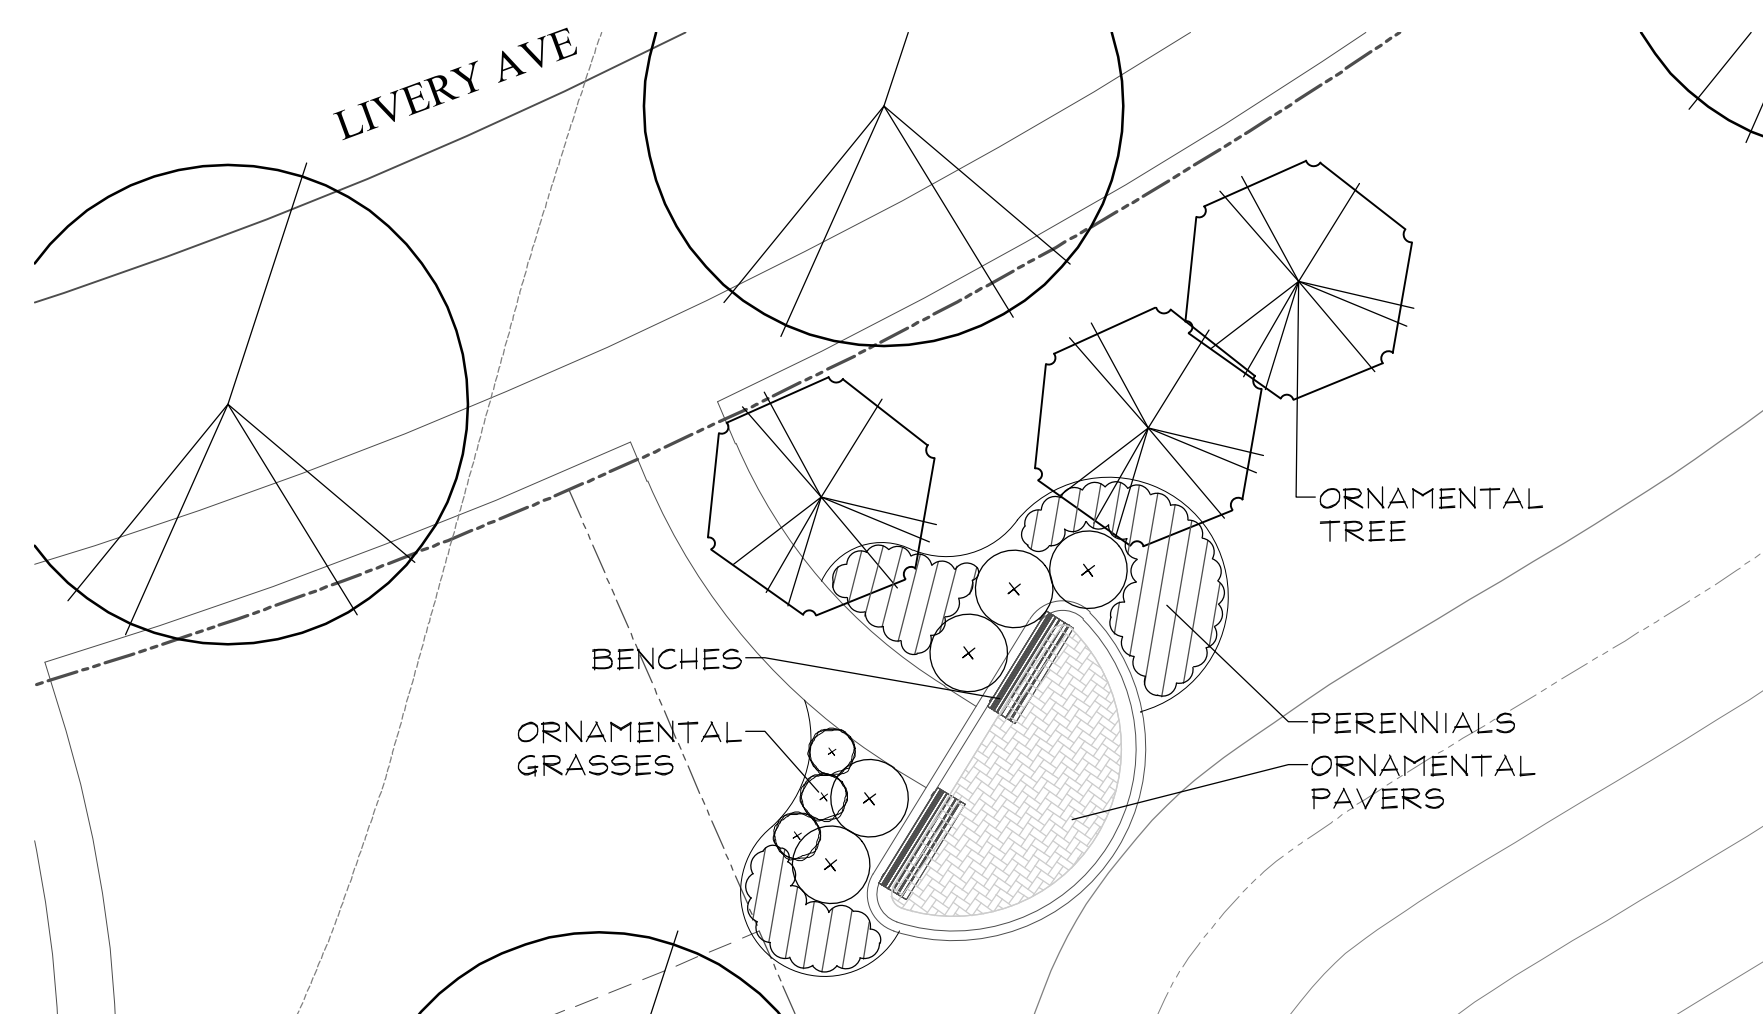 LIVERY AVE
ORNAMENTAL
TREE
BENCHES
ORNAMENTAL
GRASSES
PERENNIALS
ORNAMENTAL
PAVERS